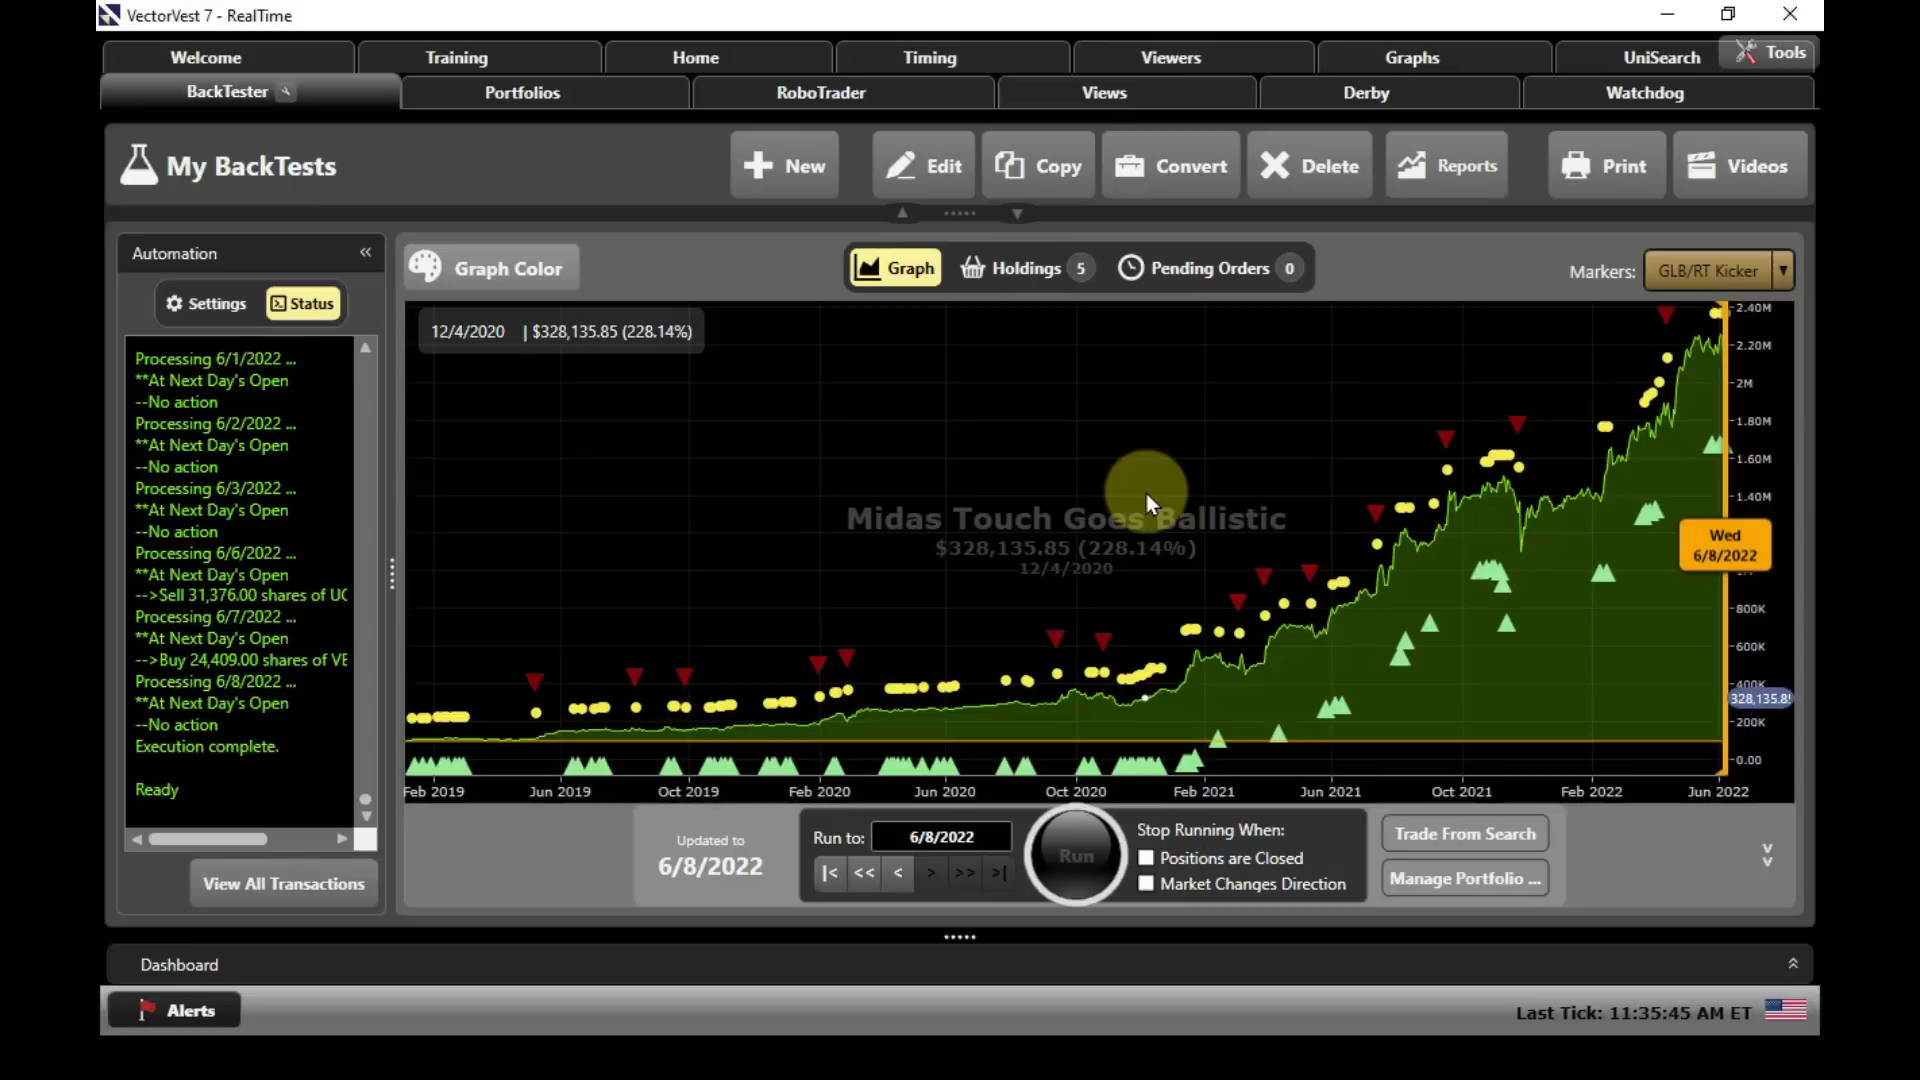 VectorVest 7 - RealTime
Welcome
Training
Home
Timing
Viewers
Graphs
UniSearch
Tools
BackTester
Portfolios
RoboTrader
Views
Derby
Watchdog
My BackTests
New
Edit
Copy
Convert
Delete
Reports
Print
Videos
Automation
Settings
Status
Processing 6/1/2022 ...
**At Next Day's Open
--No action
Processing 6/2/2022 ...
**At Next Day's Open
--No action
Processing 6/3/2022 ...
**At Next Day's Open
--No action
Processing 6/6/2022 ...
**At Next Day's Open
-->Sell 31,376.00 shares of UC
Processing 6/7/2022 ...
**At Next Day's Open
-->Buy 24,409.00 shares of VE
Processing 6/8/2022 ...
**At Next Day's Open
--No action
Execution complete.
Ready
View All Transactions
Graph Color
Graph
Holdings 5
Pending Orders 0
Markers: GLB/RT Kicker
12/4/2020 | $328,135.85 (228.14%)
Midas Touch Goes Ballistic
$328,135.85 (228.14%)
12/4/2020
2.40M
2.20M
2M
1.80M
1.60M
1.40M
Wed
6/8/2022
800K
600K
400K
328,135.8
200K
0.00
Feb 2019
Jun 2019
Oct 2019
Feb 2020
Jun 2020
Oct 2020
Feb 2021
Jun 2021
Oct 2021
Feb 2022
Jun 2022
Updated to
6/8/2022
Run to: 6/8/2022
|< << < > >> >|
Run
Stop Running When:
Positions are Closed
Market Changes Direction
Trade From Search
Manage Portfolio ...
Dashboard
Alerts
Last Tick: 11:35:45 AM ET